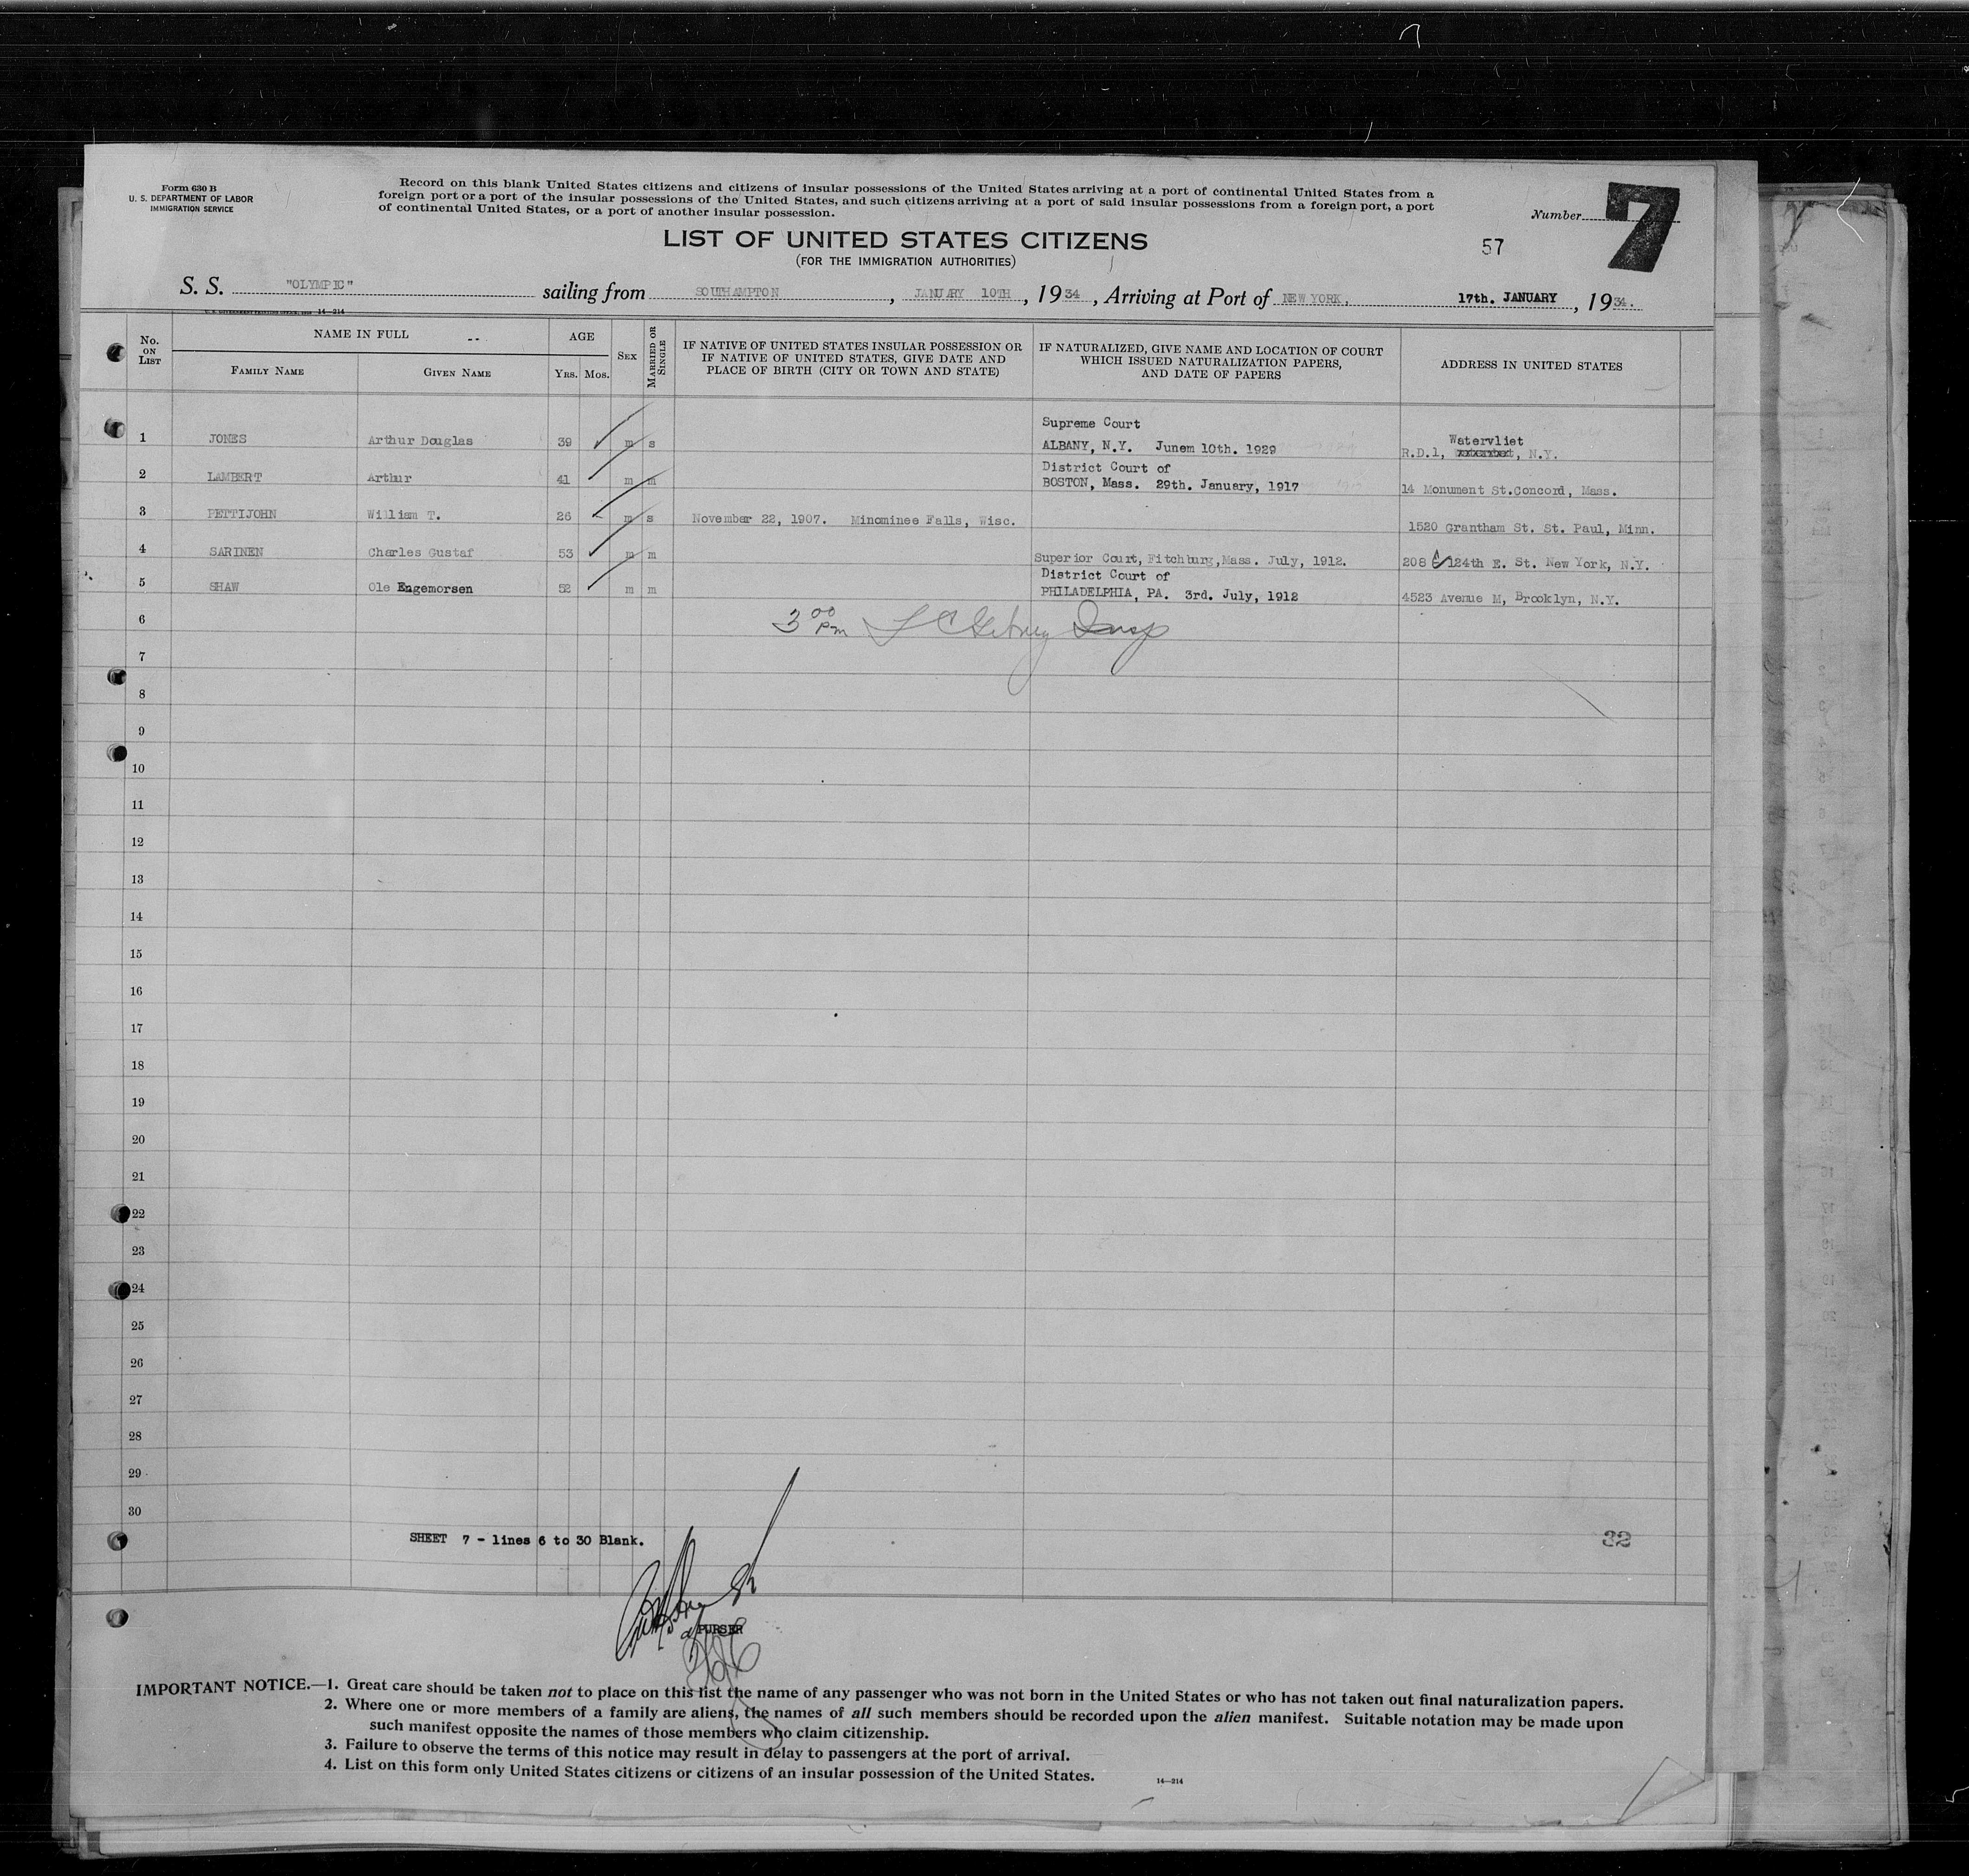 Form 630 B
U. S. DEPARTMENT OF LABOR
IMMIGRATION SERVICE
Record on this blank United States citizens and citizens of insular possessions of the United States arriving at a port of continental United States from a
foreign port or a port of the insular possessions of the United States, and such citizens arriving at a port of said insular possessions from a foreign port, a port
of continental United States, or a port of another insular possession.
Number 7
LIST OF UNITED STATES CITIZENS
57
(FOR THE IMMIGRATION AUTHORITIES)
S. S. "OLYMPIC" sailing from SOUTHAMPTON, JANUARY 10TH, 1934, Arriving at Port of NEW YORK, 17th. JANUARY, 1934.
14—214
No. ON LIST
NAME IN FULL --
FAMILY NAME
GIVEN NAME
AGE
YRS. MOS.
SEX
MARRIED OR SINGLE
IF NATIVE OF UNITED STATES INSULAR POSSESSION OR
IF NATIVE OF UNITED STATES, GIVE DATE AND
PLACE OF BIRTH (CITY OR TOWN AND STATE)
IF NATURALIZED, GIVE NAME AND LOCATION OF COURT
WHICH ISSUED NATURALIZATION PAPERS,
AND DATE OF PAPERS
ADDRESS IN UNITED STATES
Supreme Court
Watervliet
1 JONES Arthur Douglas 39 m s ALBANY, N.Y. Junem 10th. 1929 R.D.1, , N.Y.
District Court of
2 LAMBERT Arthur 41 m m BOSTON, Mass. 29th. January, 1917 14 Monument St.Concord, Mass.
3 PETTIJOHN William T. 26 m s November 22, 1907. Minominee Falls, Wisc. 1520 Grantham St. St. Paul, Minn.
4 SARINEN Charles Gustaf 53 m m Superior Court, Fitchburg,Mass. July, 1912. 208 E 124th E. St. New York, N.Y.
District Court of
5 SHAW Ole Engemorsen 52 m m PHILADELPHIA, PA. 3rd. July, 1912 4523 Avenue M, Brooklyn, N.Y.
6 3 00 Pm Insp
7
8
9
10
11
12
13
14
15
16
17
18
19
20
21
22
23
24
25
26
27
28
29
30
SHEET 7 - lines 6 to 30 Blank.
32
PURSER
IMPORTANT NOTICE.—1. Great care should be taken not to place on this list the name of any passenger who was not born in the United States or who has not taken out final naturalization papers.
2. Where one or more members of a family are aliens, the names of all such members should be recorded upon the alien manifest. Suitable notation may be made upon
such manifest opposite the names of those members who claim citizenship.
3. Failure to observe the terms of this notice may result in delay to passengers at the port of arrival.
4. List on this form only United States citizens or citizens of an insular possession of the United States.
14—214